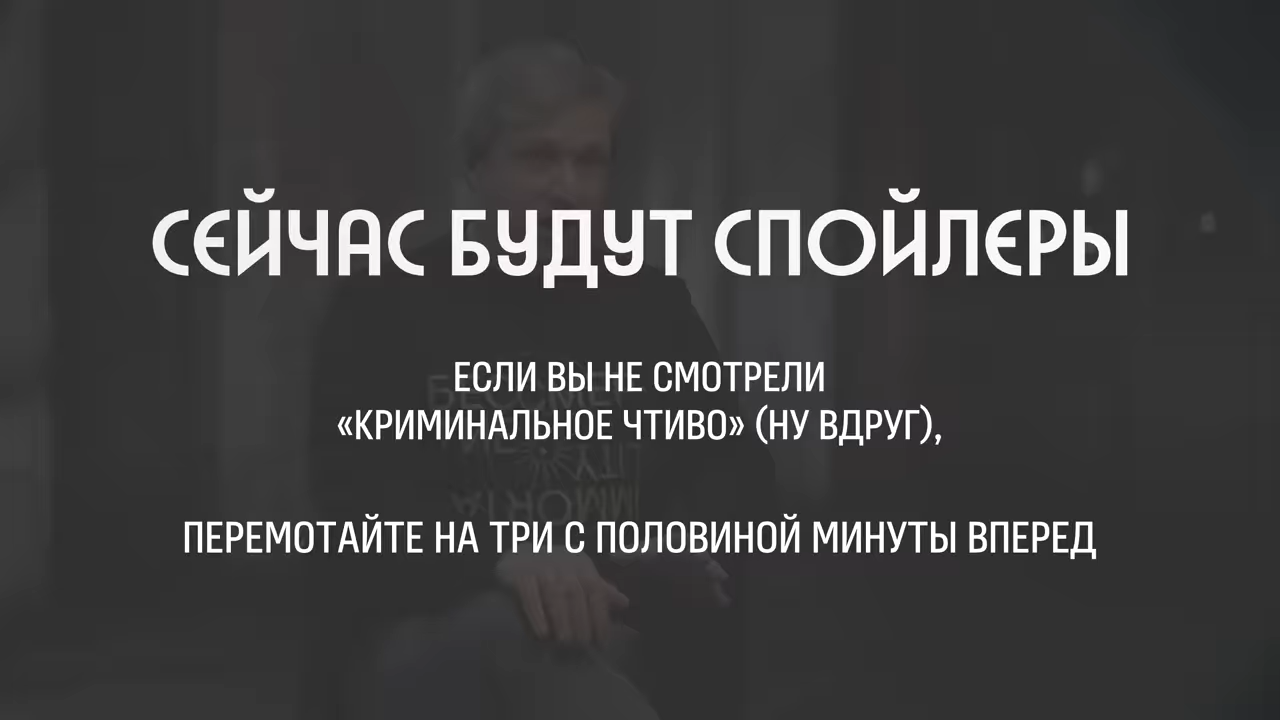 СЕЙЧАС БУДУТ СПОЙЛЕРЫ
ЕСЛИ ВЫ НЕ СМОТРЕЛИ
«КРИМИНАЛЬНОЕ ЧТИВО» (НУ ВДРУГ),
ПЕРЕМОТАЙТЕ НА ТРИ С ПОЛОВИНОЙ МИНУТЫ ВПЕРЕД